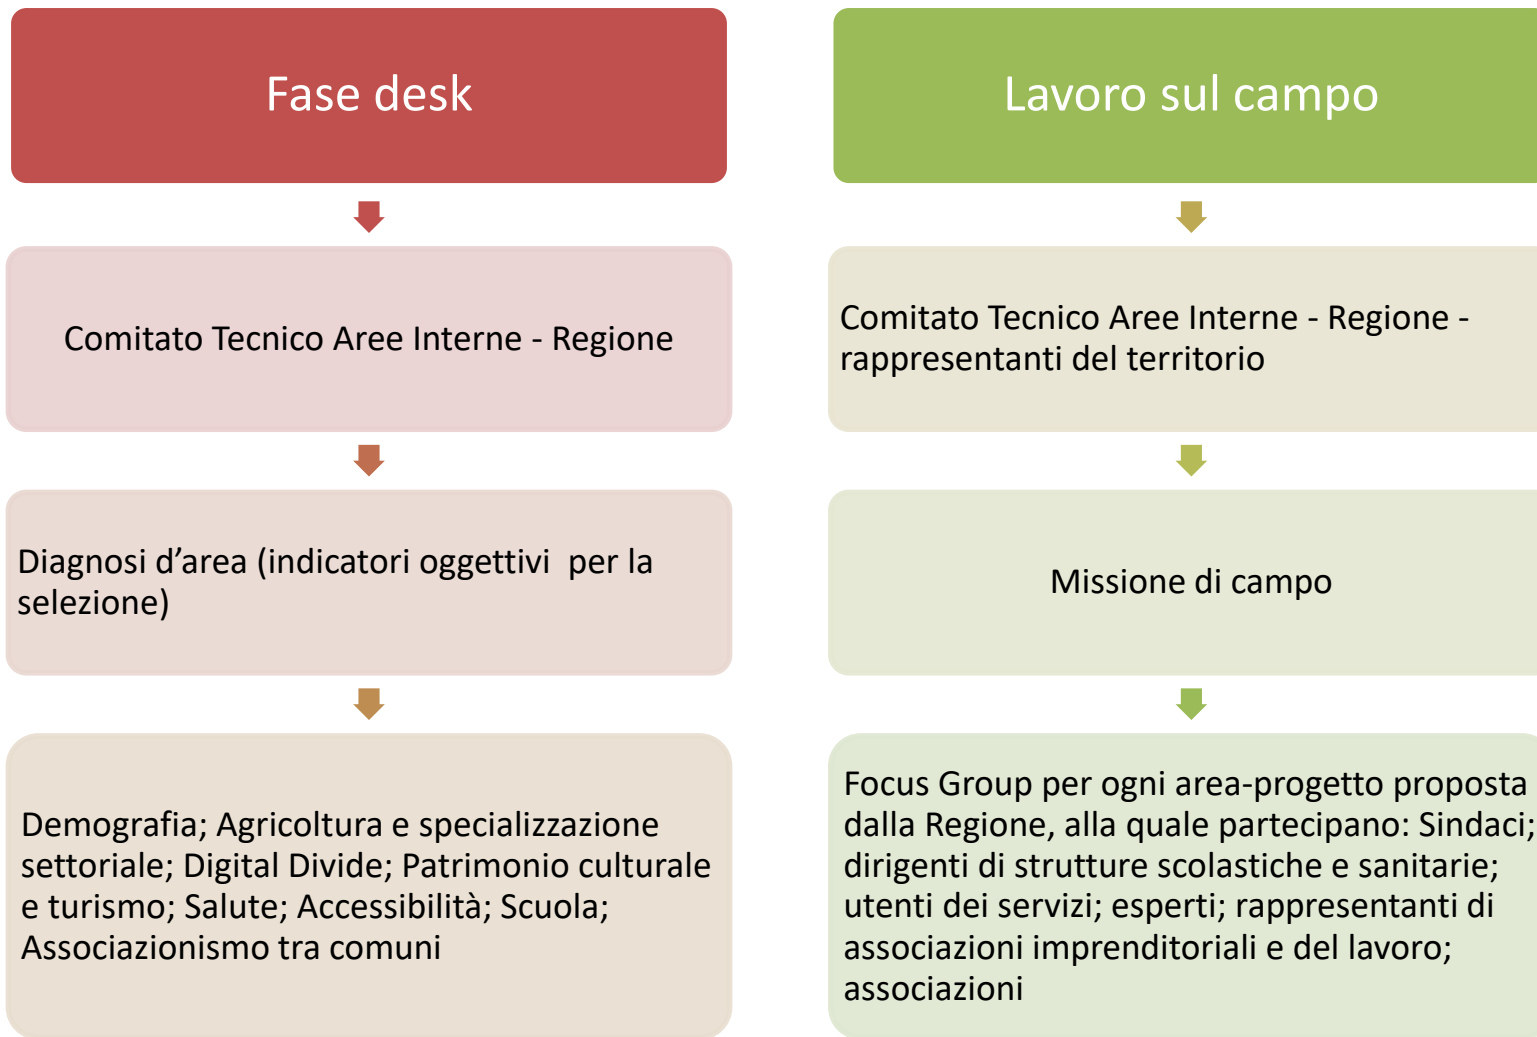 Fase desk
Comitato Tecnico Aree Interne - Regione
Diagnosi d’area (indicatori oggettivi  per la
selezione)
Demografia; Agricoltura e specializzazione
settoriale; Digital Divide; Patrimonio culturale
e turismo; Salute; Accessibilità; Scuola;
Associazionismo tra comuni
Lavoro sul campo
Comitato Tecnico Aree Interne - Regione -
rappresentanti del territorio
Missione di campo
Focus Group per ogni area-progetto proposta
dalla Regione, alla quale partecipano: Sindaci;
dirigenti di strutture scolastiche e sanitarie;
utenti dei servizi; esperti; rappresentanti di
associazioni imprenditoriali e del lavoro;
associazioni